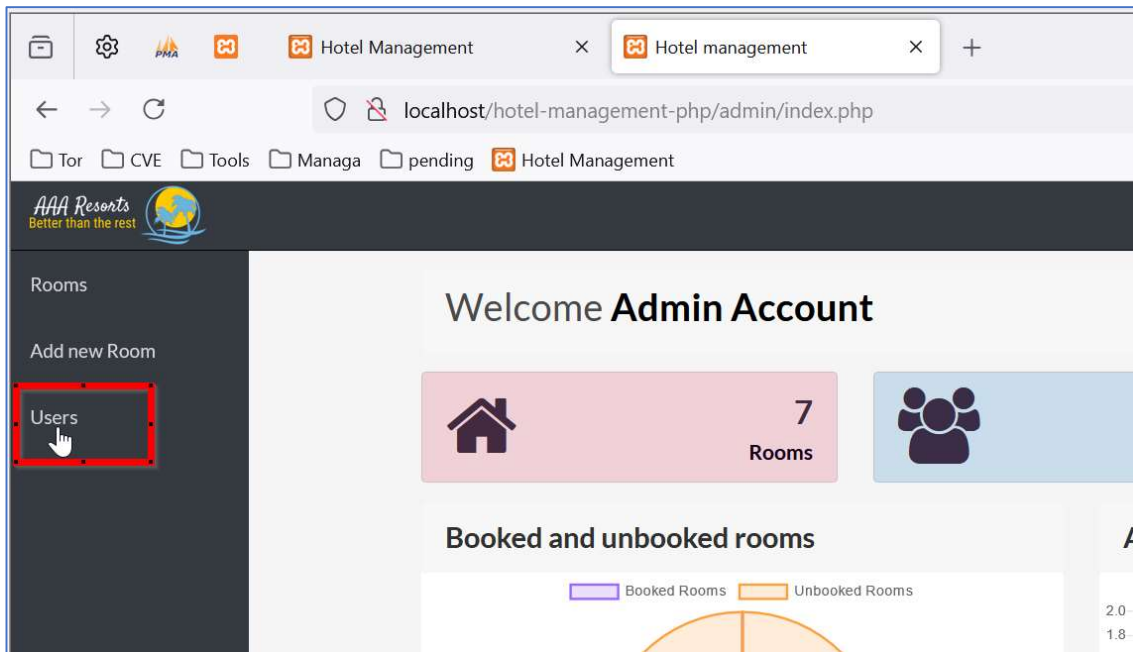 PMA
Hotel Management
Hotel management
localhost/hotel-management-php/admin/index.php
Tor CVE Tools Managa pending Hotel Management
AAA Resorts
Better than the rest
Rooms
Add new Room
Users
Welcome Admin Account
7
Rooms
Booked and unbooked rooms
Booked Rooms Unbooked Rooms
2.0
1.8